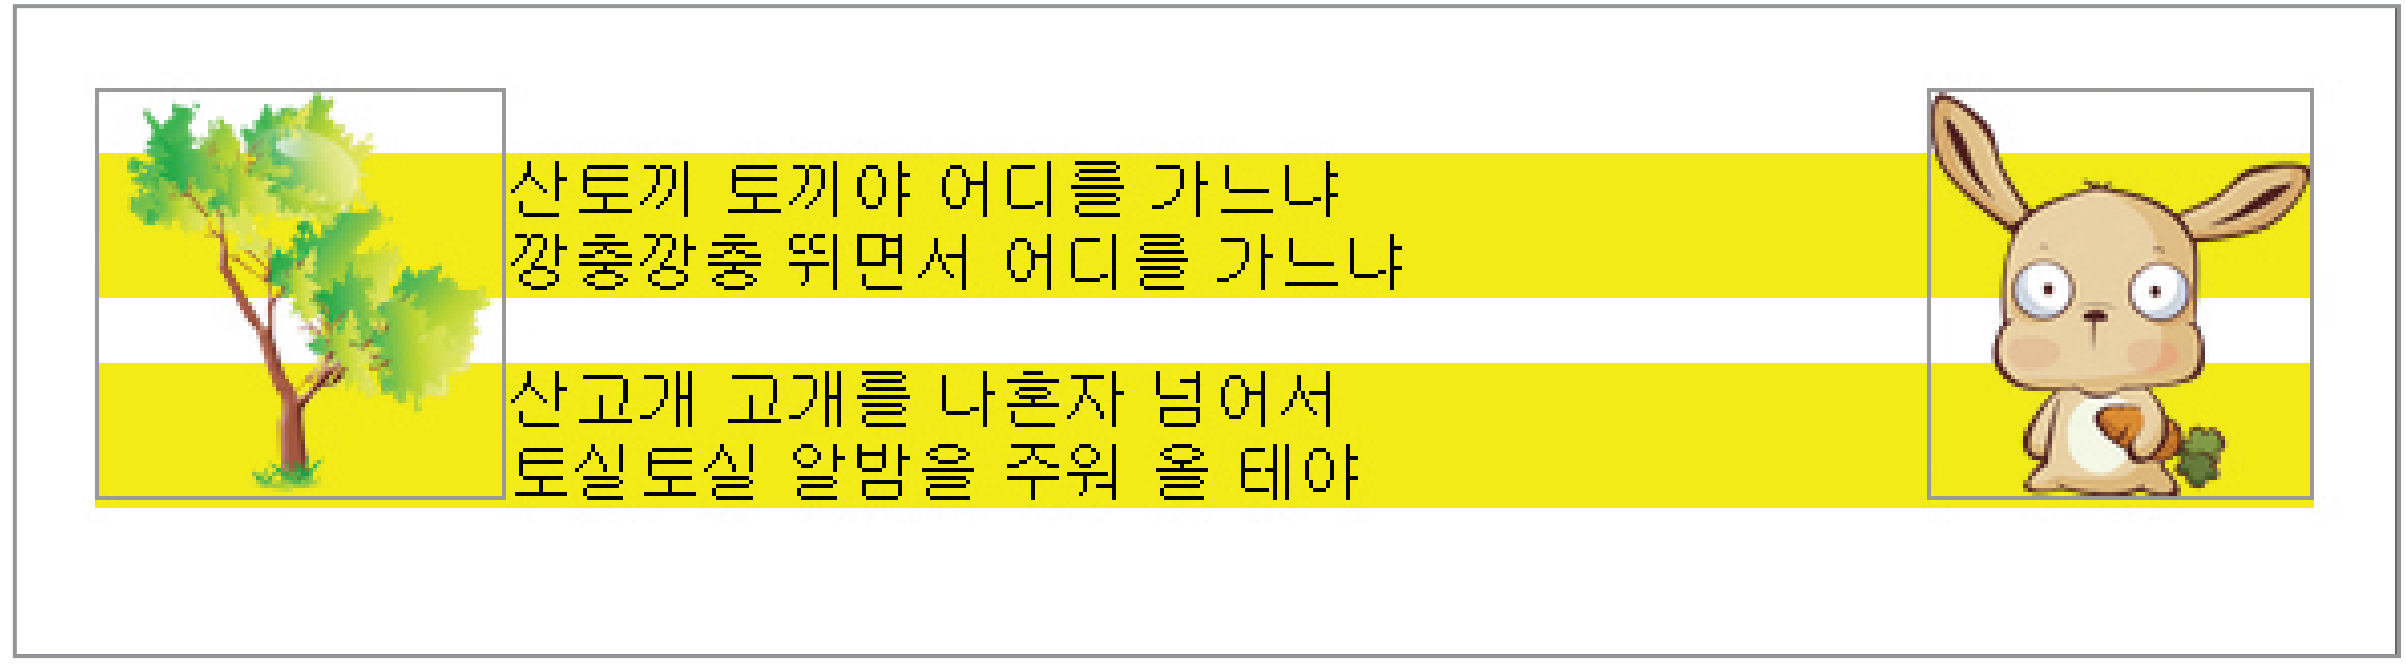 산토끼 토끼야 어디를 가느냐
깡충깡충 뛰면서 어디를 가느냐
산고개 고개를 나혼자 넘어서
토실토실 알밤을 주워 올 테야